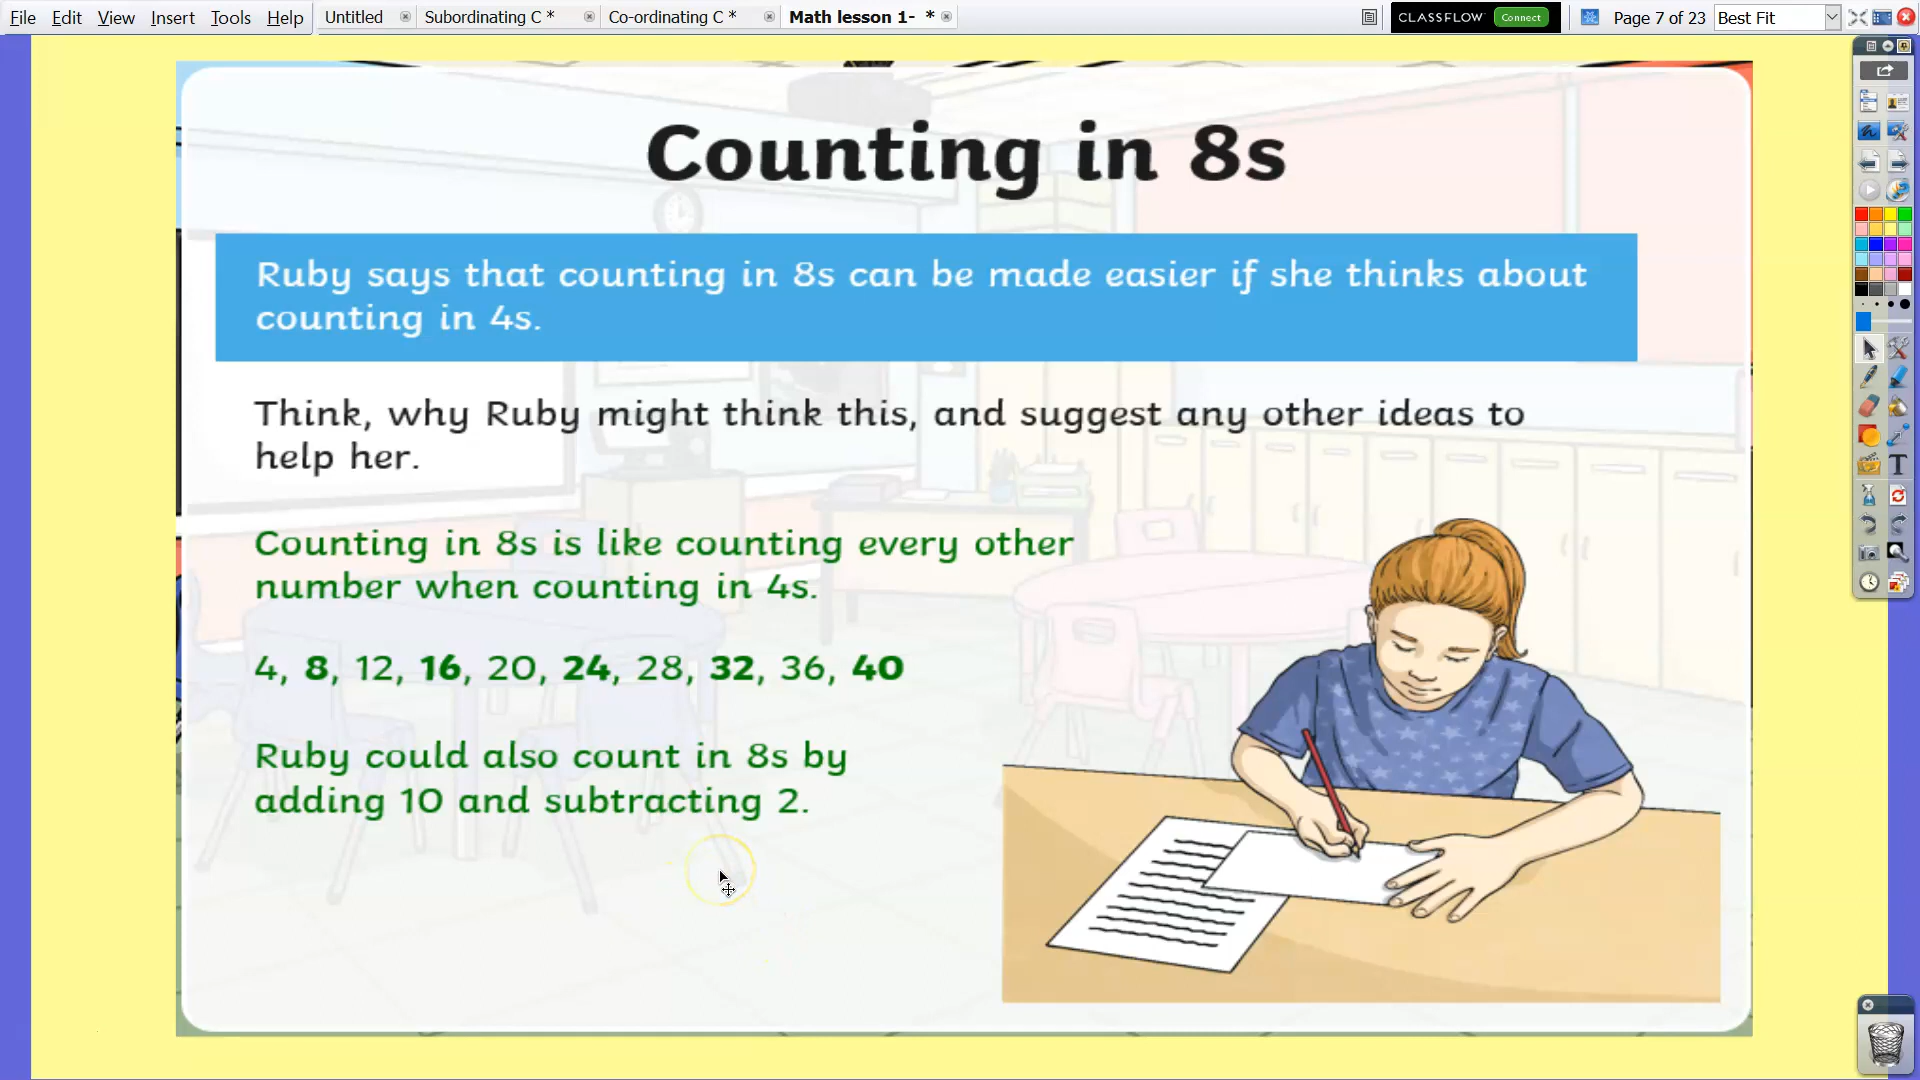 File Edit View Insert Tools Help Untitled Subordinating C * Co-ordinating C * Math lesson 1- * CLASSFLOW Connect Page 7 of 23 Best Fit
Counting in 8s
Ruby says that counting in 8s can be made easier if she thinks about
counting in 4s.
Think, why Ruby might think this, and suggest any other ideas to
help her.
Counting in 8s is like counting every other
number when counting in 4s.
4, 8, 12, 16, 20, 24, 28, 32, 36, 40
Ruby could also count in 8s by
adding 10 and subtracting 2.